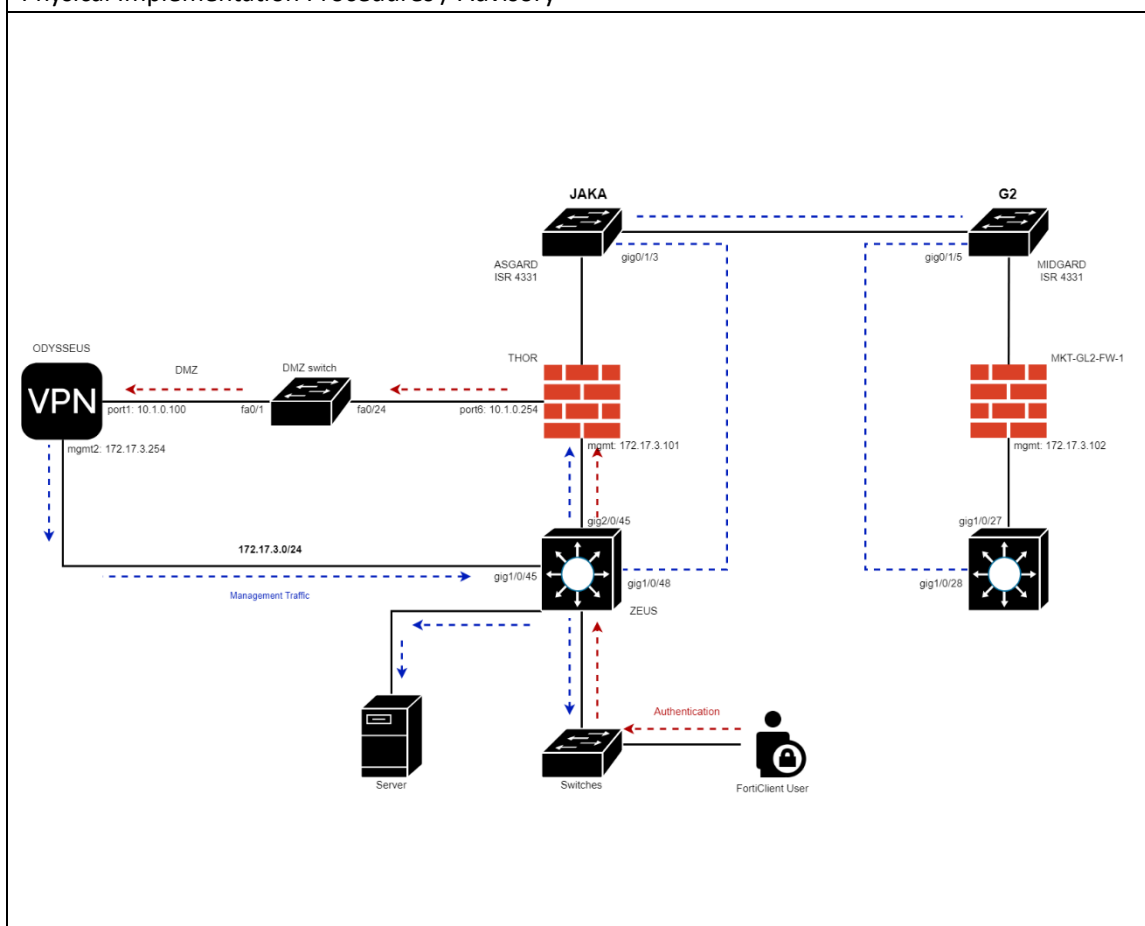 Physical Implementation Procedures / Advisory
JAKA
G2
gig0/1/3
gig0/1/5
ASGARD
ISR 4331
MIDGARD
ISR 4331
ODYSSEUS
DMZ
DMZ switch
THOR
MKT-GL2-FW-1
VPN
port1: 10.1.0.100
fa0/1
fa0/24
port6: 10.1.0.254
mgmt2: 172.17.3.254
mgmt: 172.17.3.101
mgmt: 172.17.3.102
gig2/0/45
gig1/0/27
172.17.3.0/24
gig1/0/45
gig1/0/48
gig1/0/28
Management Traffic
ZEUS
Authentication
Server
Switches
FortiClient User